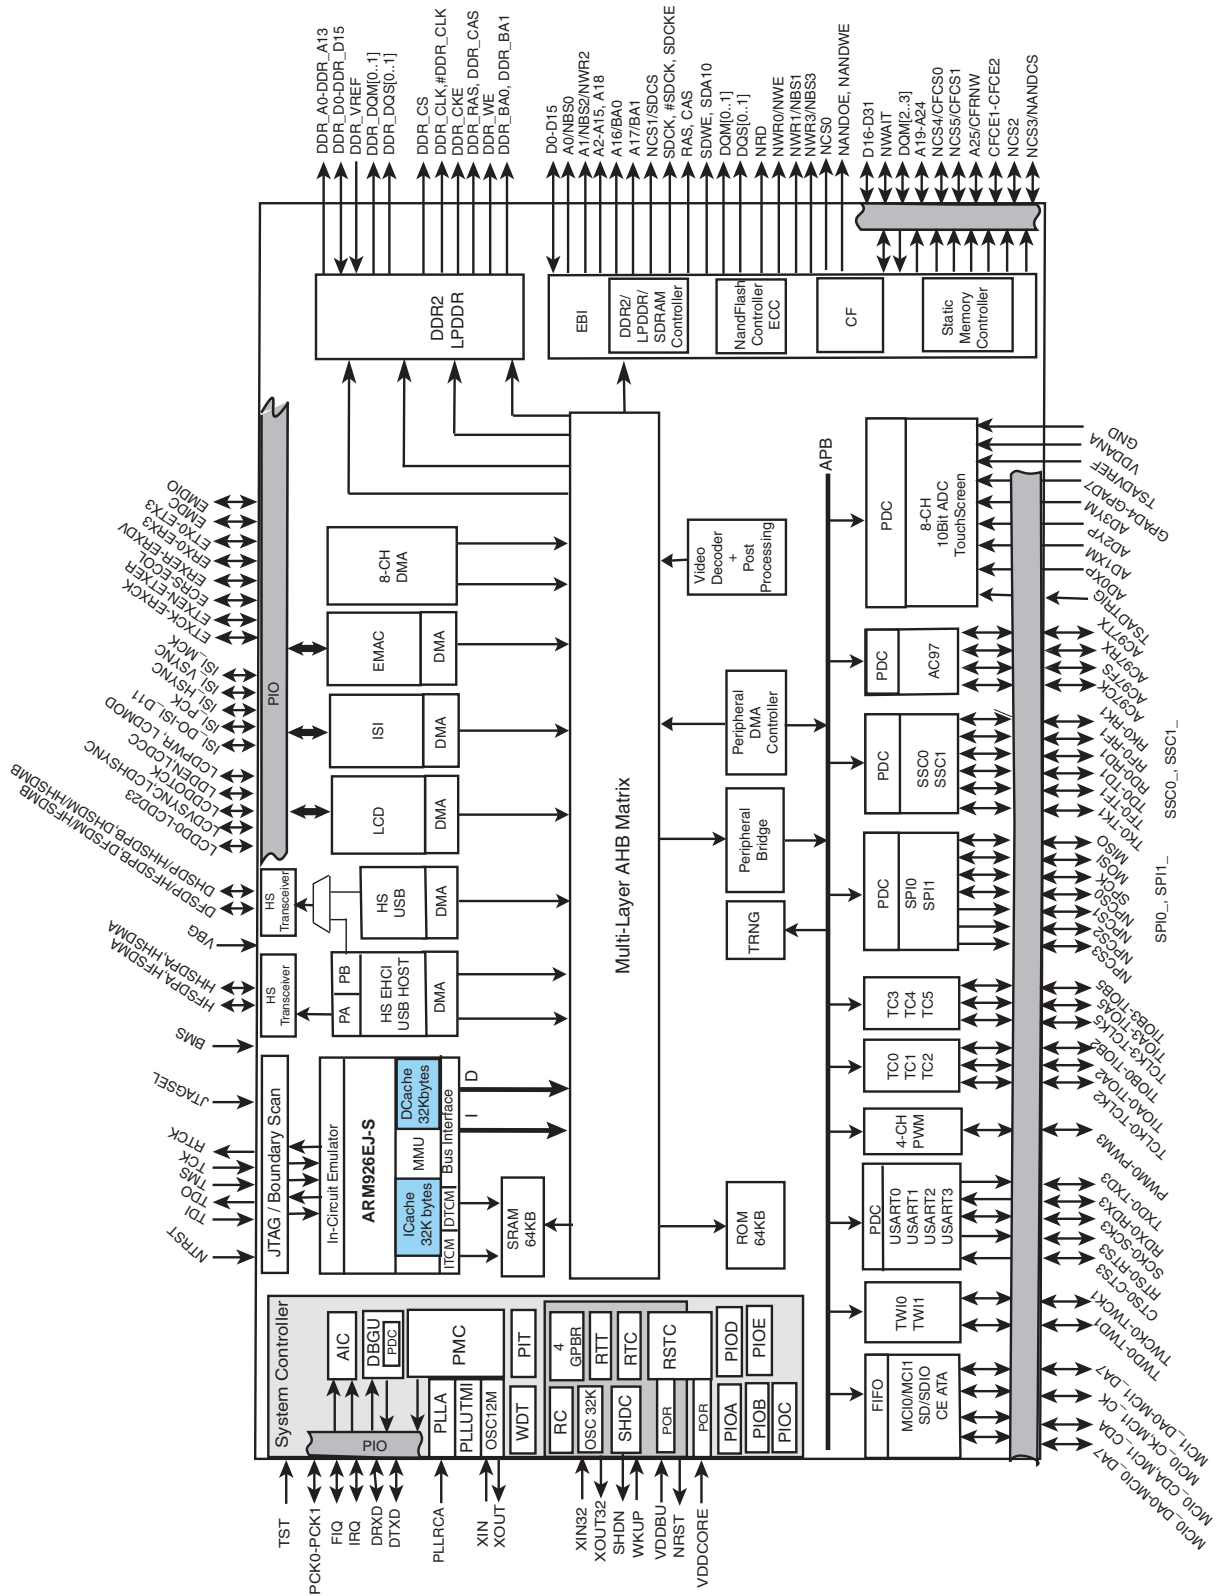 DDR_A0-DDR_A13
DDR_D0-DDR_D15
DDR_VREF
DDR_DQM[0..1]
DDR_DQS[0..1]
DDR_CS
DDR_CLK,#DDR_CLK
DDR_CKE
DDR_RAS, DDR_CAS
DDR_WE
DDR_BA0, DDR_BA1
D0-D15
A0/NBS0
A1/NBS2/NWR2
A2-A15, A18
A16/BA0
A17/BA1
NCS1/SDCS
SDCK, #SDCK, SDCKE
RAS, CAS
SDWE, SDA10
DQM[0..1]
DQS[0..1]
NRD
NWR0/NWE
NWR1/NBS1
NWR3/NBS3
NCS0
NANDOE, NANDWE
D16-D31
NWAIT
DQM[2..3]
A19-A24
NCS4/CFCS0
NCS5/CFCS1
A25/CFRNW
CFCE1-CFCE2
NCS2
NCS3/NANDCS
DDR2
LPDDR
EBI
DDR2/
LPDDR/
SDRAM
Controller
NandFlash
Controller
ECC
CF
Static
Memory
Controller
EMDIO
EMDC
ETX0-ETX3
ERX0-ERX3
ERXER-ERXDV
ECRS-ECOL
ETXEN-ETXER
ETXCK-ERXCK
ISI_MCK
ISI_VSYNC
ISI_HSYNC
ISI_PCK
ISI_DO-ISI_D11
LCDPWR, LCDMOD
LDDEN,LCDCC
LCDDOTCK
LCDVSYNC,LCDHSYNC
LCDD0-LCDD23
DHSDP/HHSDPB,DHSDM/HHSDMB
DFSDP/HFSDPB,DFSDM/HFSDMB
VBG
HHSDPA,HHSDMA
HFSDPA,HFSDMA
BMS
JTAGSEL
RTCK
TCK
TMS
TDO
TDI
NTRST
PIO
8-CH
DMA
EMAC
DMA
ISI
DMA
LCD
DMA
HS
Transceiver
HS
USB
DMA
HS
Transceiver
PA
PB
HS EHCI
USB HOST
DMA
JTAG / Boundary Scan
In-Circuit Emulator
ARM926EJ-S
ICache
32K bytes
MMU
DCache
32Kbytes
ITCM
DTCM
Bus Interface
I
D
SRAM
64KB
Multi-Layer AHB Matrix
Video
Decoder
+
Post
Processing
Peripheral
DMA
Controller
Peripheral
Bridge
TRNG
ROM
64KB
APB
PDC
8-CH
10Bit ADC
TouchScreen
PDC
AC97
PDC
SSC0
SSC1
PDC
SPI0
SPI1
TC3
TC4
TC5
TC0
TC1
TC2
4-CH
PWM
PDC
USART0
USART1
USART2
USART3
TWI0
TWI1
FIFO
MCI0/MCI1
SD/SDIO
CE ATA
GND
VDDANA
TSADVREF
GPAD4-GPAD7
AD3YM
AD2YP
AD1XM
AD0XP
TSADTRIG
AC97TX
AC97RX
AC97FS
AC97CK
RK0-RK1
RF0-RF1
RD0-RD1
TD0-TD1
TF0-TF1
TK0-TK1
SSC0_, SSC1_
MISO
MOSI
SPCK
NPCS0
NPCS1
NPCS2
NPCS3
SPI0_, SPI1_
TIOB3-TIOB5
TIOA3-TIOA5
TCLK3-TCLK5
TIOB0-TIOB2
TIOA0-TIOA2
TCLK0-TCLK2
PWM0-PWM3
TXD0-TXD3
RDX0-RDX3
SCK0-SCK3
RTS0-RTS3
CTS0-CTS3
TWCK0-TWCK1
TWD0-TWD1
MCI1_DA0-MCI1_DA7
MCI0_CK,MCI1_CK
MCI0_CDA,MCI1_CDA
MCI0_DA0-MCI0_DA7
System Controller
PIO
AIC
DBGU
PDC
PMC
PLLA
PLLUTMI
OSC12M
PIT
WDT
4
GPBR
RC
RTT
OSC 32K
RTC
SHDC
RSTC
POR
POR
PIOD
PIOA
PIOE
PIOB
PIOC
TST
PCK0-PCK1
FIQ
IRQ
DRXD
DTXD
PLLRCA
XIN
XOUT
XIN32
XOUT32
SHDN
WKUP
VDDBU
NRST
VDDCORE